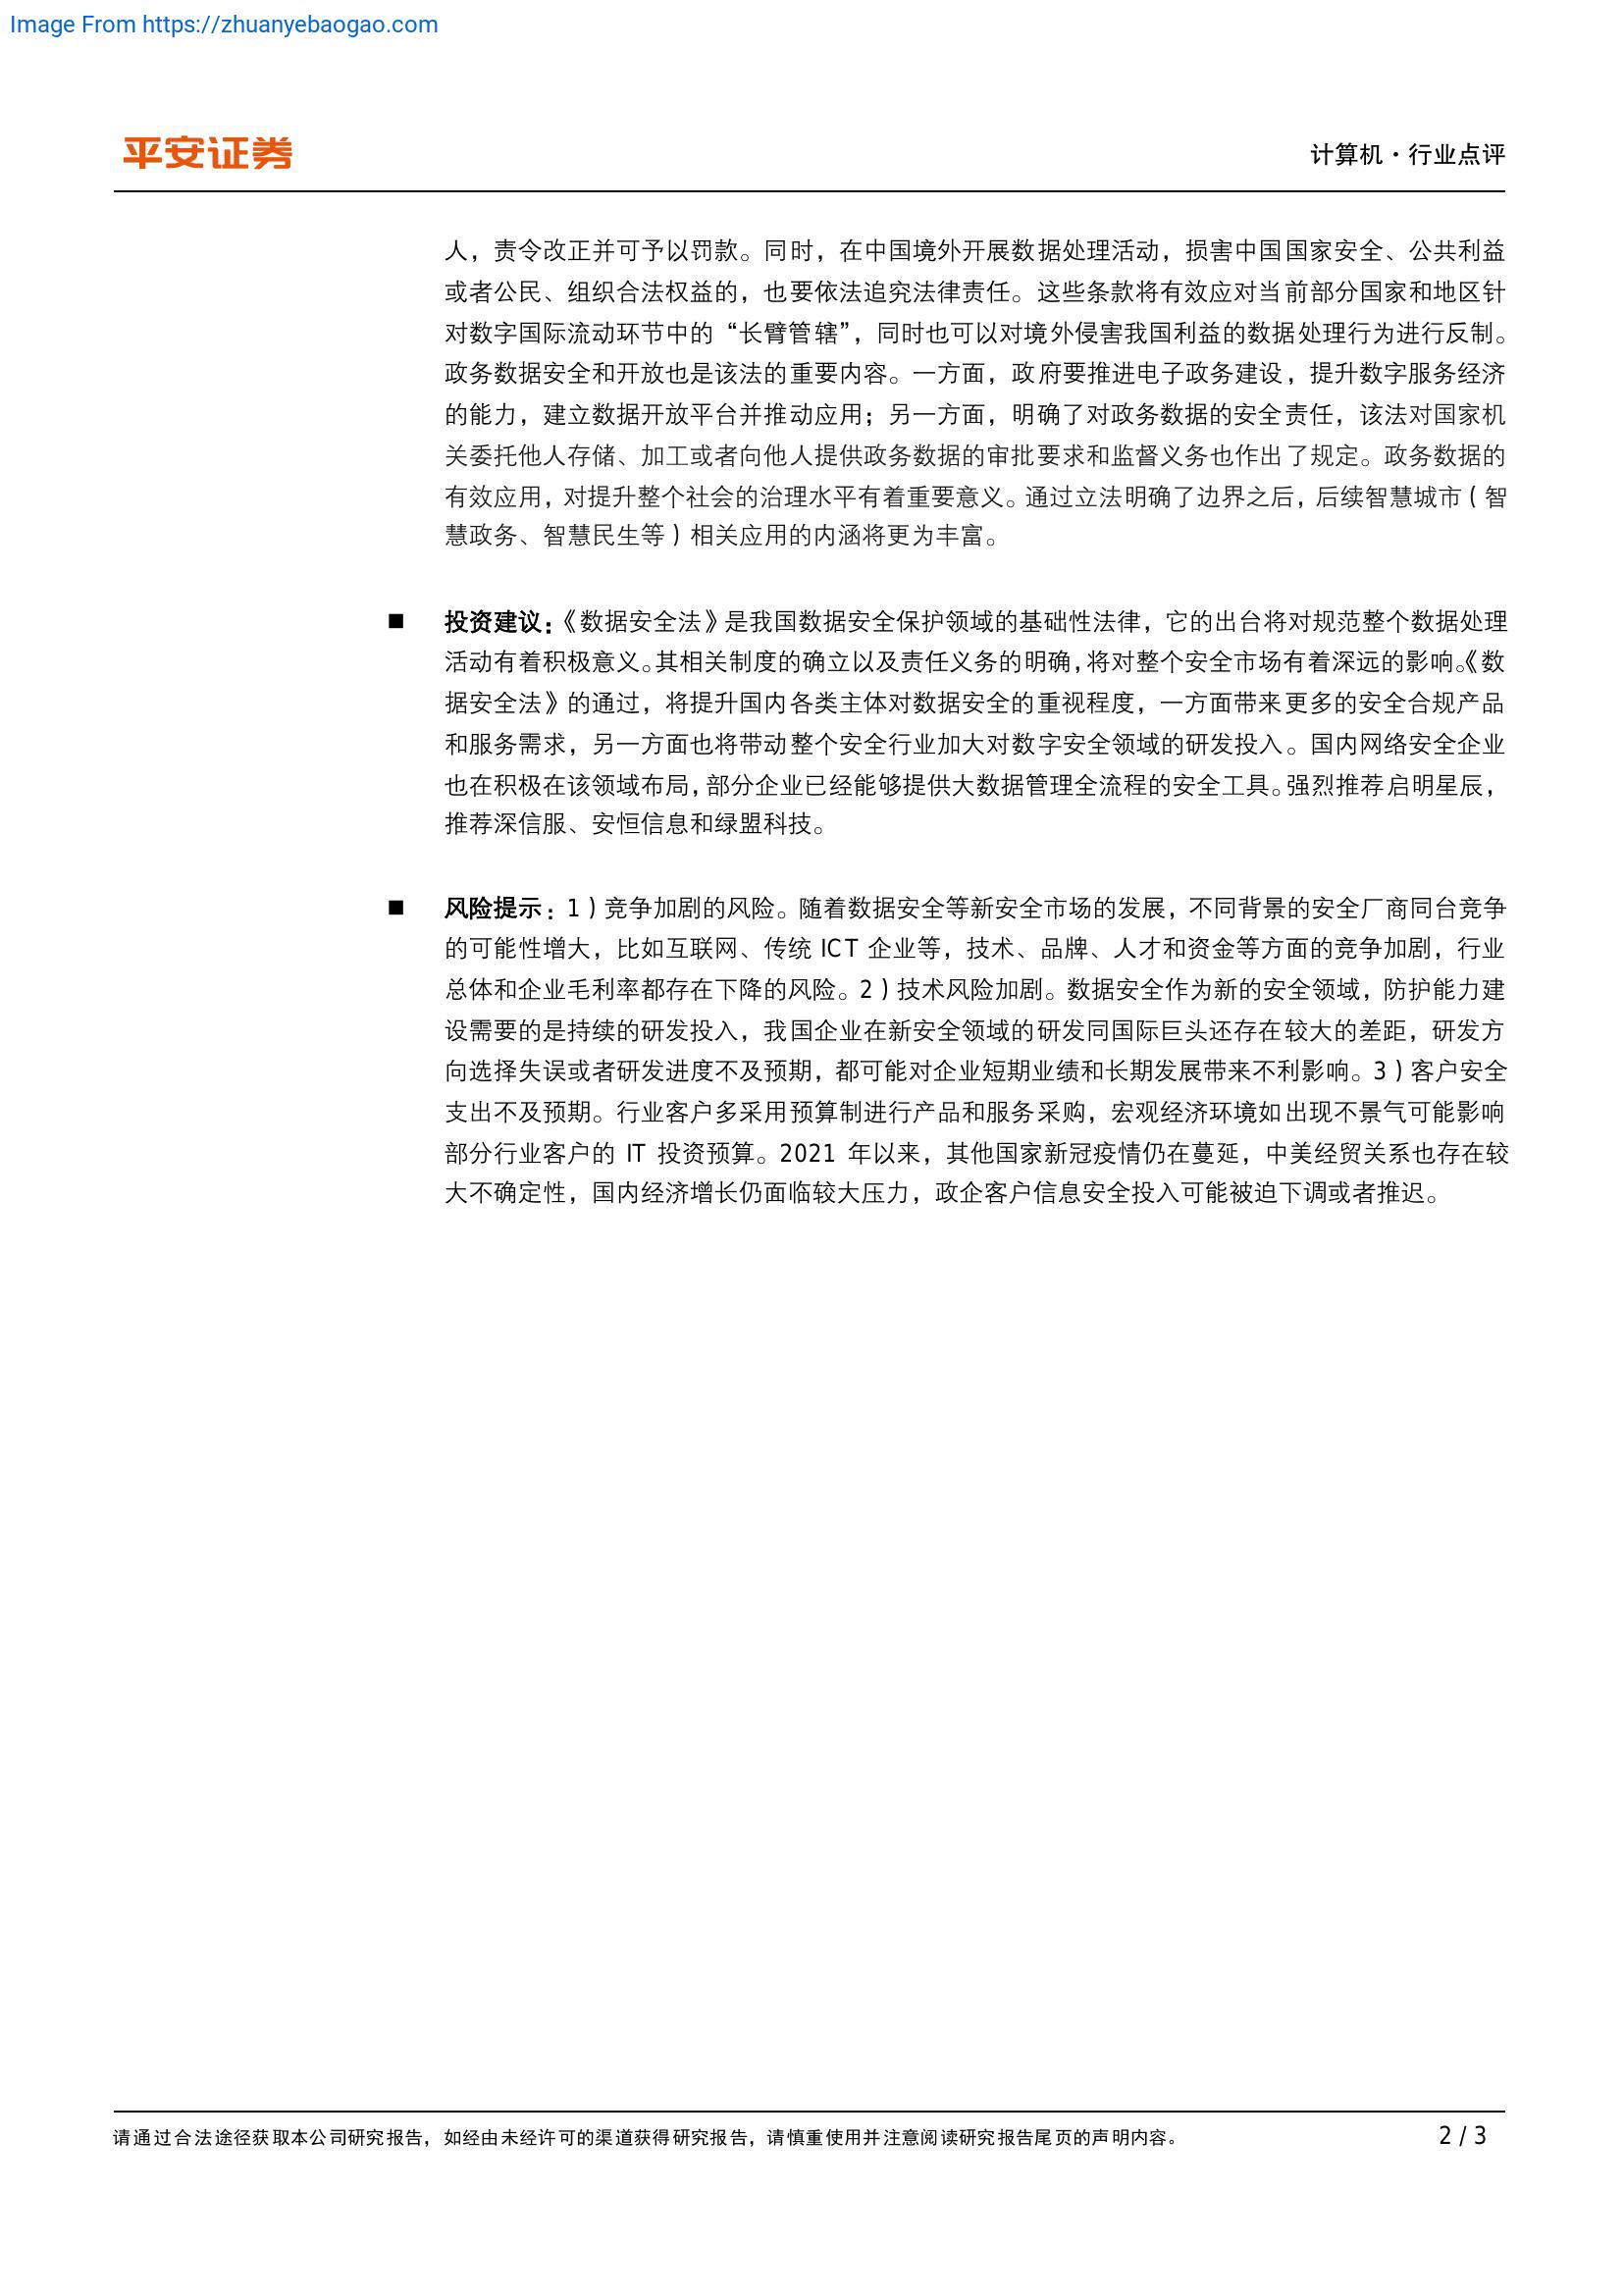 Image From https://zhuanyebaogao.com
平安证券
计算机·行业点评
人，责令改正并可予以罚款。同时，在中国境外开展数据处理活动，损害中国国家安全、公共利益
或者公民、组织合法权益的，也要依法追究法律责任。这些条款将有效应对当前部分国家和地区针
对数字国际流动环节中的“长臂管辖”，同时也可以对境外侵害我国利益的数据处理行为进行反制。
政务数据安全和开放也是该法的重要内容。一方面，政府要推进电子政务建设，提升数字服务经济
的能力，建立数据开放平台并推动应用；另一方面，明确了对政务数据的安全责任，该法对国家机
关委托他人存储、加工或者向他人提供政务数据的审批要求和监督义务也作出了规定。政务数据的
有效应用，对提升整个社会的治理水平有着重要意义。通过立法明确了边界之后，后续智慧城市（智
慧政务、智慧民生等）相关应用的内涵将更为丰富。
■ 投资建议：《数据安全法》是我国数据安全保护领域的基础性法律，它的出台将对规范整个数据处理
活动有着积极意义。其相关制度的确立以及责任义务的明确，将对整个安全市场有着深远的影响。《数
据安全法》的通过，将提升国内各类主体对数据安全的重视程度，一方面带来更多的安全合规产品
和服务需求，另一方面也将带动整个安全行业加大对数字安全领域的研发投入。国内网络安全企业
也在积极在该领域布局，部分企业已经能够提供大数据管理全流程的安全工具。强烈推荐启明星辰，
推荐深信服、安恒信息和绿盟科技。
■ 风险提示：1）竞争加剧的风险。随着数据安全等新安全市场的发展，不同背景的安全厂商同台竞争
的可能性增大，比如互联网、传统 ICT 企业等，技术、品牌、人才和资金等方面的竞争加剧，行业
总体和企业毛利率都存在下降的风险。2）技术风险加剧。数据安全作为新的安全领域，防护能力建
设需要的是持续的研发投入，我国企业在新安全领域的研发同国际巨头还存在较大的差距，研发方
向选择失误或者研发进度不及预期，都可能对企业短期业绩和长期发展带来不利影响。3）客户安全
支出不及预期。行业客户多采用预算制进行产品和服务采购，宏观经济环境如出现不景气可能影响
部分行业客户的 IT 投资预算。2021 年以来，其他国家新冠疫情仍在蔓延，中美经贸关系也存在较
大不确定性，国内经济增长仍面临较大压力，政企客户信息安全投入可能被迫下调或者推迟。
请通过合法途径获取本公司研究报告，如经由未经许可的渠道获得研究报告，请慎重使用并注意阅读研究报告尾页的声明内容。
2 / 3